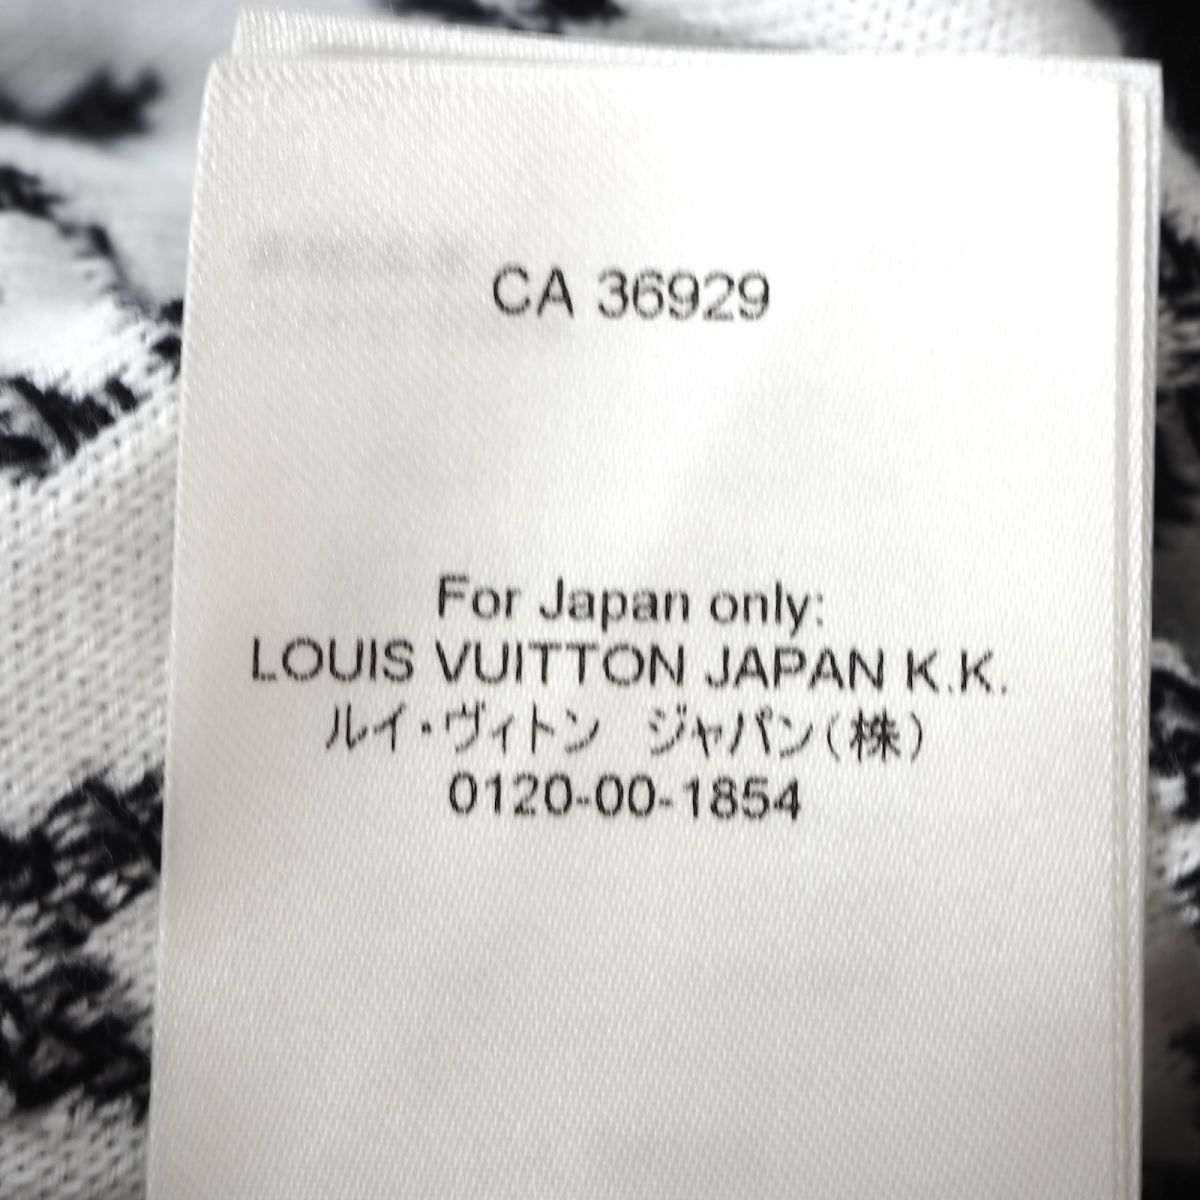 CA 36929
For Japan only:
LOUIS VUITTON JAPAN K.K.
ルイ・ヴィトン　ジャパン(株)
0120-00-1854